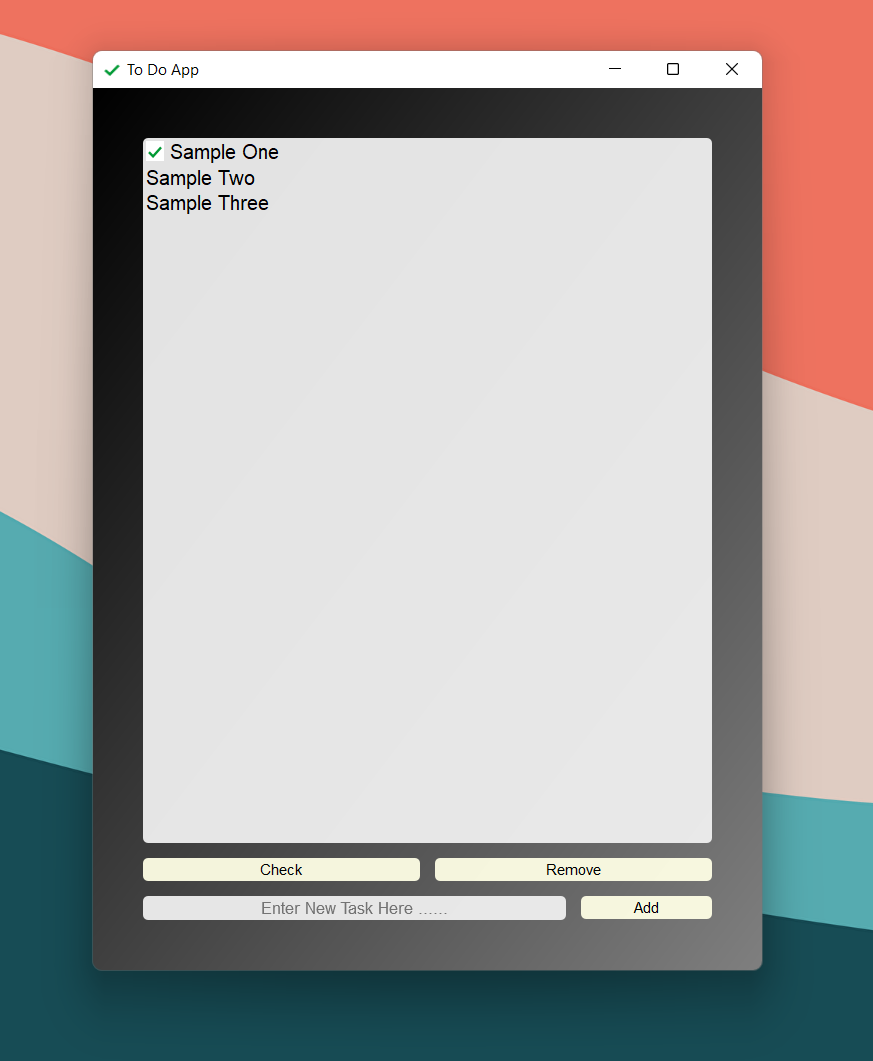 To Do App
Sample One
Sample Two
Sample Three
Check
Remove
Enter New Task Here ......
Add